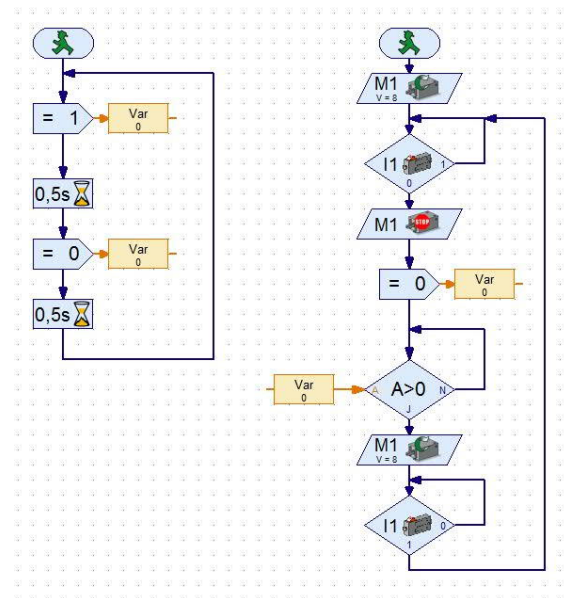 = 1
Var
0
0,5s
= 0
Var
0
0,5s
M1
V = 8
I1
1
0
M1
STOP
= 0
Var
0
Var
0
A
A>0
N
J
M1
V = 8
I1
0
1